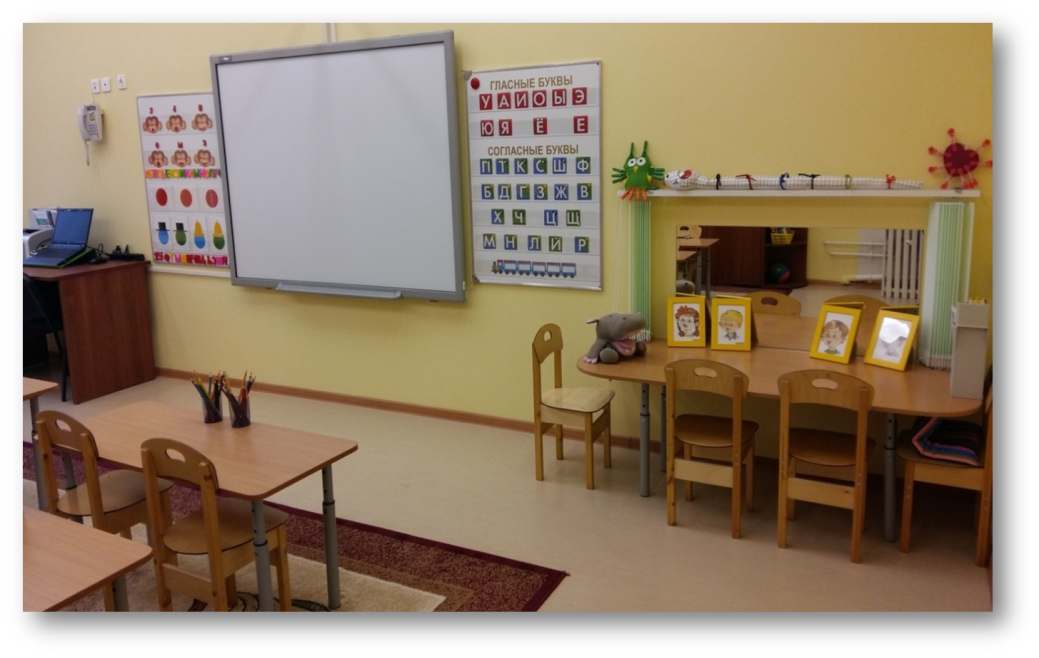 ГЛАСНЫЕ БУКВЫ
У А И О Ы Э
Ю Я Ё Е
СОГЛАСНЫЕ БУКВЫ
П Т К С Ш Ф
Б Д Г З Ж В
Х Ч Ц Щ
М Н Л Й Р